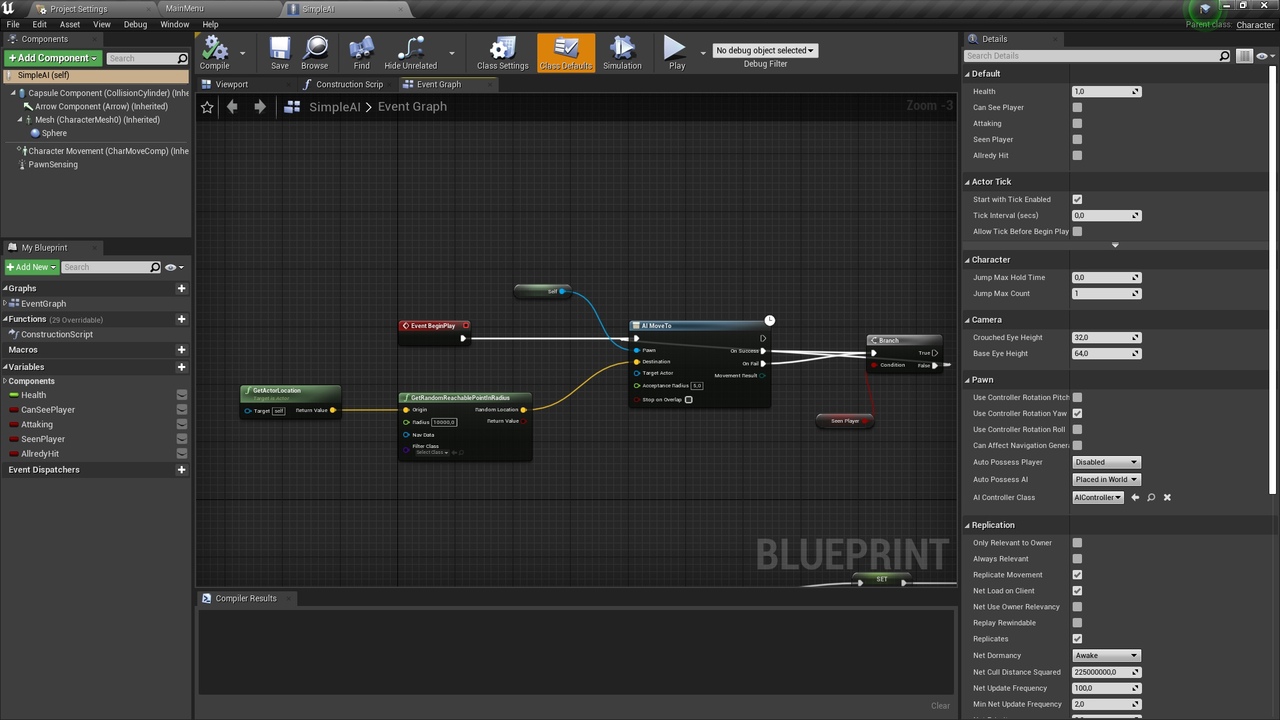 Project Settings
MainMenu
SimpleAI
File Edit Asset View Debug Window Help
Parent class: Character
Components
+ Add Component
Search
SimpleAI (self)
Capsule Component (CollisionCylinder) (Inhe
Arrow Component (Arrow) (Inherited)
Mesh (CharacterMesh0) (Inherited)
Sphere
Character Movement (CharMoveComp) (Inhe
PawnSensing
My Blueprint
+ Add New
Search
Graphs
EventGraph
Functions (29 Overridable)
ConstructionScript
Macros
Variables
Components
Health
CanSeePlayer
Attaking
SeenPlayer
AllredyHit
Event Dispatchers
Compile
Save
Browse
Find
Hide Unrelated
Class Settings
Class Defaults
Simulation
Play
No debug object selected
Debug Filter
Viewport
Construction Scrip
Event Graph
SimpleAI > Event Graph
Zoom -3
Self
Event BeginPlay
AI MoveTo
Pawn
On Success
Destination
On Fail
Target Actor
Movement Result
Acceptance Radius 5,0
Stop on Overlap
Branch
True
Condition
False
Seen Player
GetActorLocation
Target is Actor
Target self
Return Value
GetRandomReachablePointInRadius
Origin
Random Location
Radius 10000,0
Return Value
Nav Data
Filter Class
Select Class
SET
BLUEPRINT
Compiler Results
Clear
Details
Search Details
Default
Health 1,0
Can See Player
Attaking
Seen Player
Allredy Hit
Actor Tick
Start with Tick Enabled
Tick Interval (secs) 0,0
Allow Tick Before Begin Play
Character
Jump Max Hold Time 0,0
Jump Max Count 1
Camera
Crouched Eye Height 32,0
Base Eye Height 64,0
Pawn
Use Controller Rotation Pitch
Use Controller Rotation Yaw
Use Controller Rotation Roll
Can Affect Navigation Gener
Auto Possess Player Disabled
Auto Possess AI Placed in World
AI Controller Class AIController
Replication
Only Relevant to Owner
Always Relevant
Replicate Movement
Net Load on Client
Net Use Owner Relevancy
Replay Rewindable
Replicates
Net Dormancy Awake
Net Cull Distance Squared 225000000,0
Net Update Frequency 100,0
Min Net Update Frequency 2,0